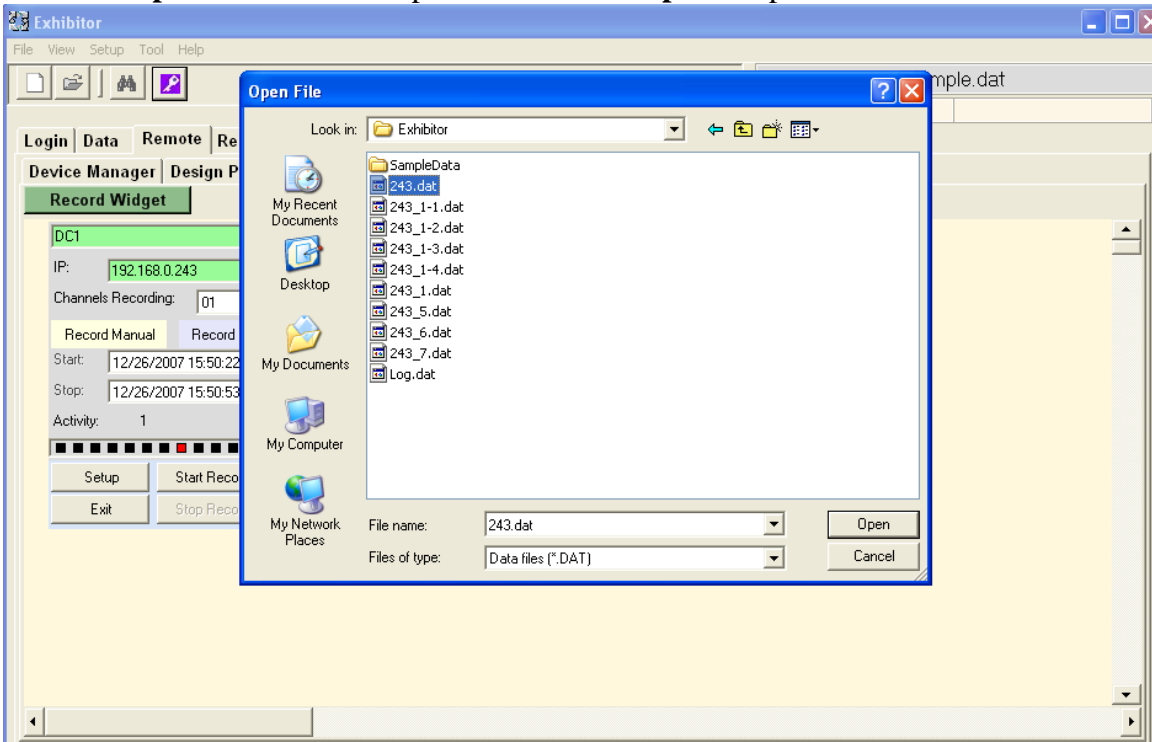 Exhibitor
File View Setup Tool Help
mple.dat
Login Data Remote Re
Device Manager Design P
Record Widget
DC1
IP: 192.168.0.243
Channels Recording: 01
Record Manual Record
Start: 12/26/2007 15:50:22
Stop: 12/26/2007 15:50:53
Activity: 1
Setup Start Reco
Exit Stop Reco
Open File
Look in: Exhibitor
My Recent Documents
Desktop
My Documents
My Computer
My Network Places
SampleData
243.dat
243_1-1.dat
243_1-2.dat
243_1-3.dat
243_1-4.dat
243_1.dat
243_5.dat
243_6.dat
243_7.dat
Log.dat
File name: 243.dat Open
Files of type: Data files (*.DAT) Cancel